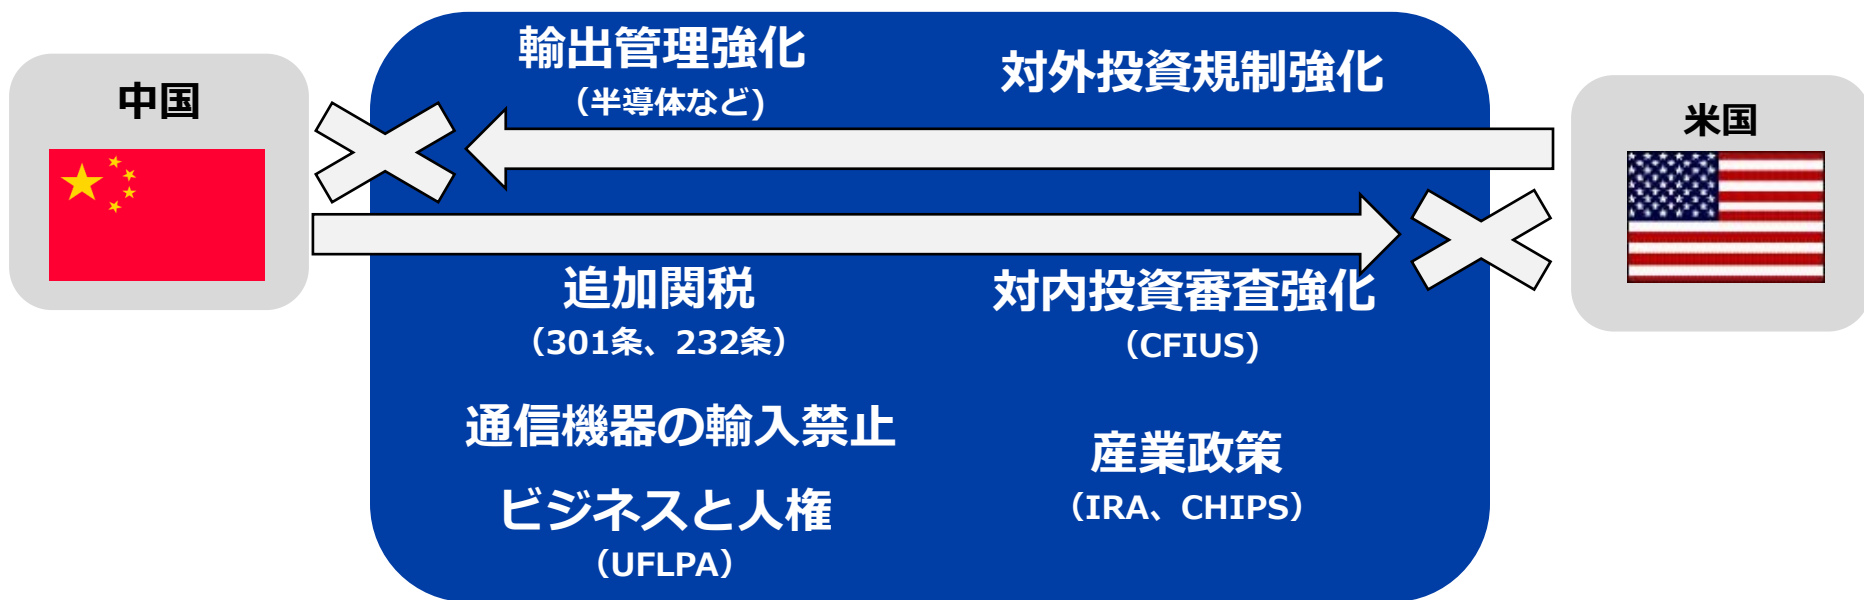 中国
輸出管理強化
（半導体など)
対外投資規制強化
米国
追加関税
（301条、232条）
対内投資審査強化
（CFIUS)
通信機器の輸入禁止
産業政策
（IRA、CHIPS）
ビジネスと人権
（UFLPA）